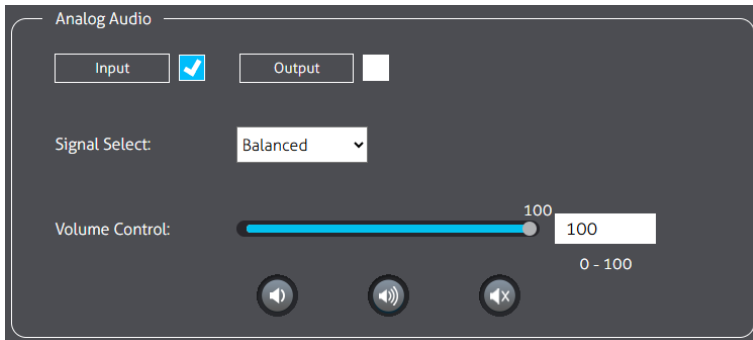 Analog Audio
Input Output
Signal Select: Balanced
100
Volume Control: 100
0 - 100